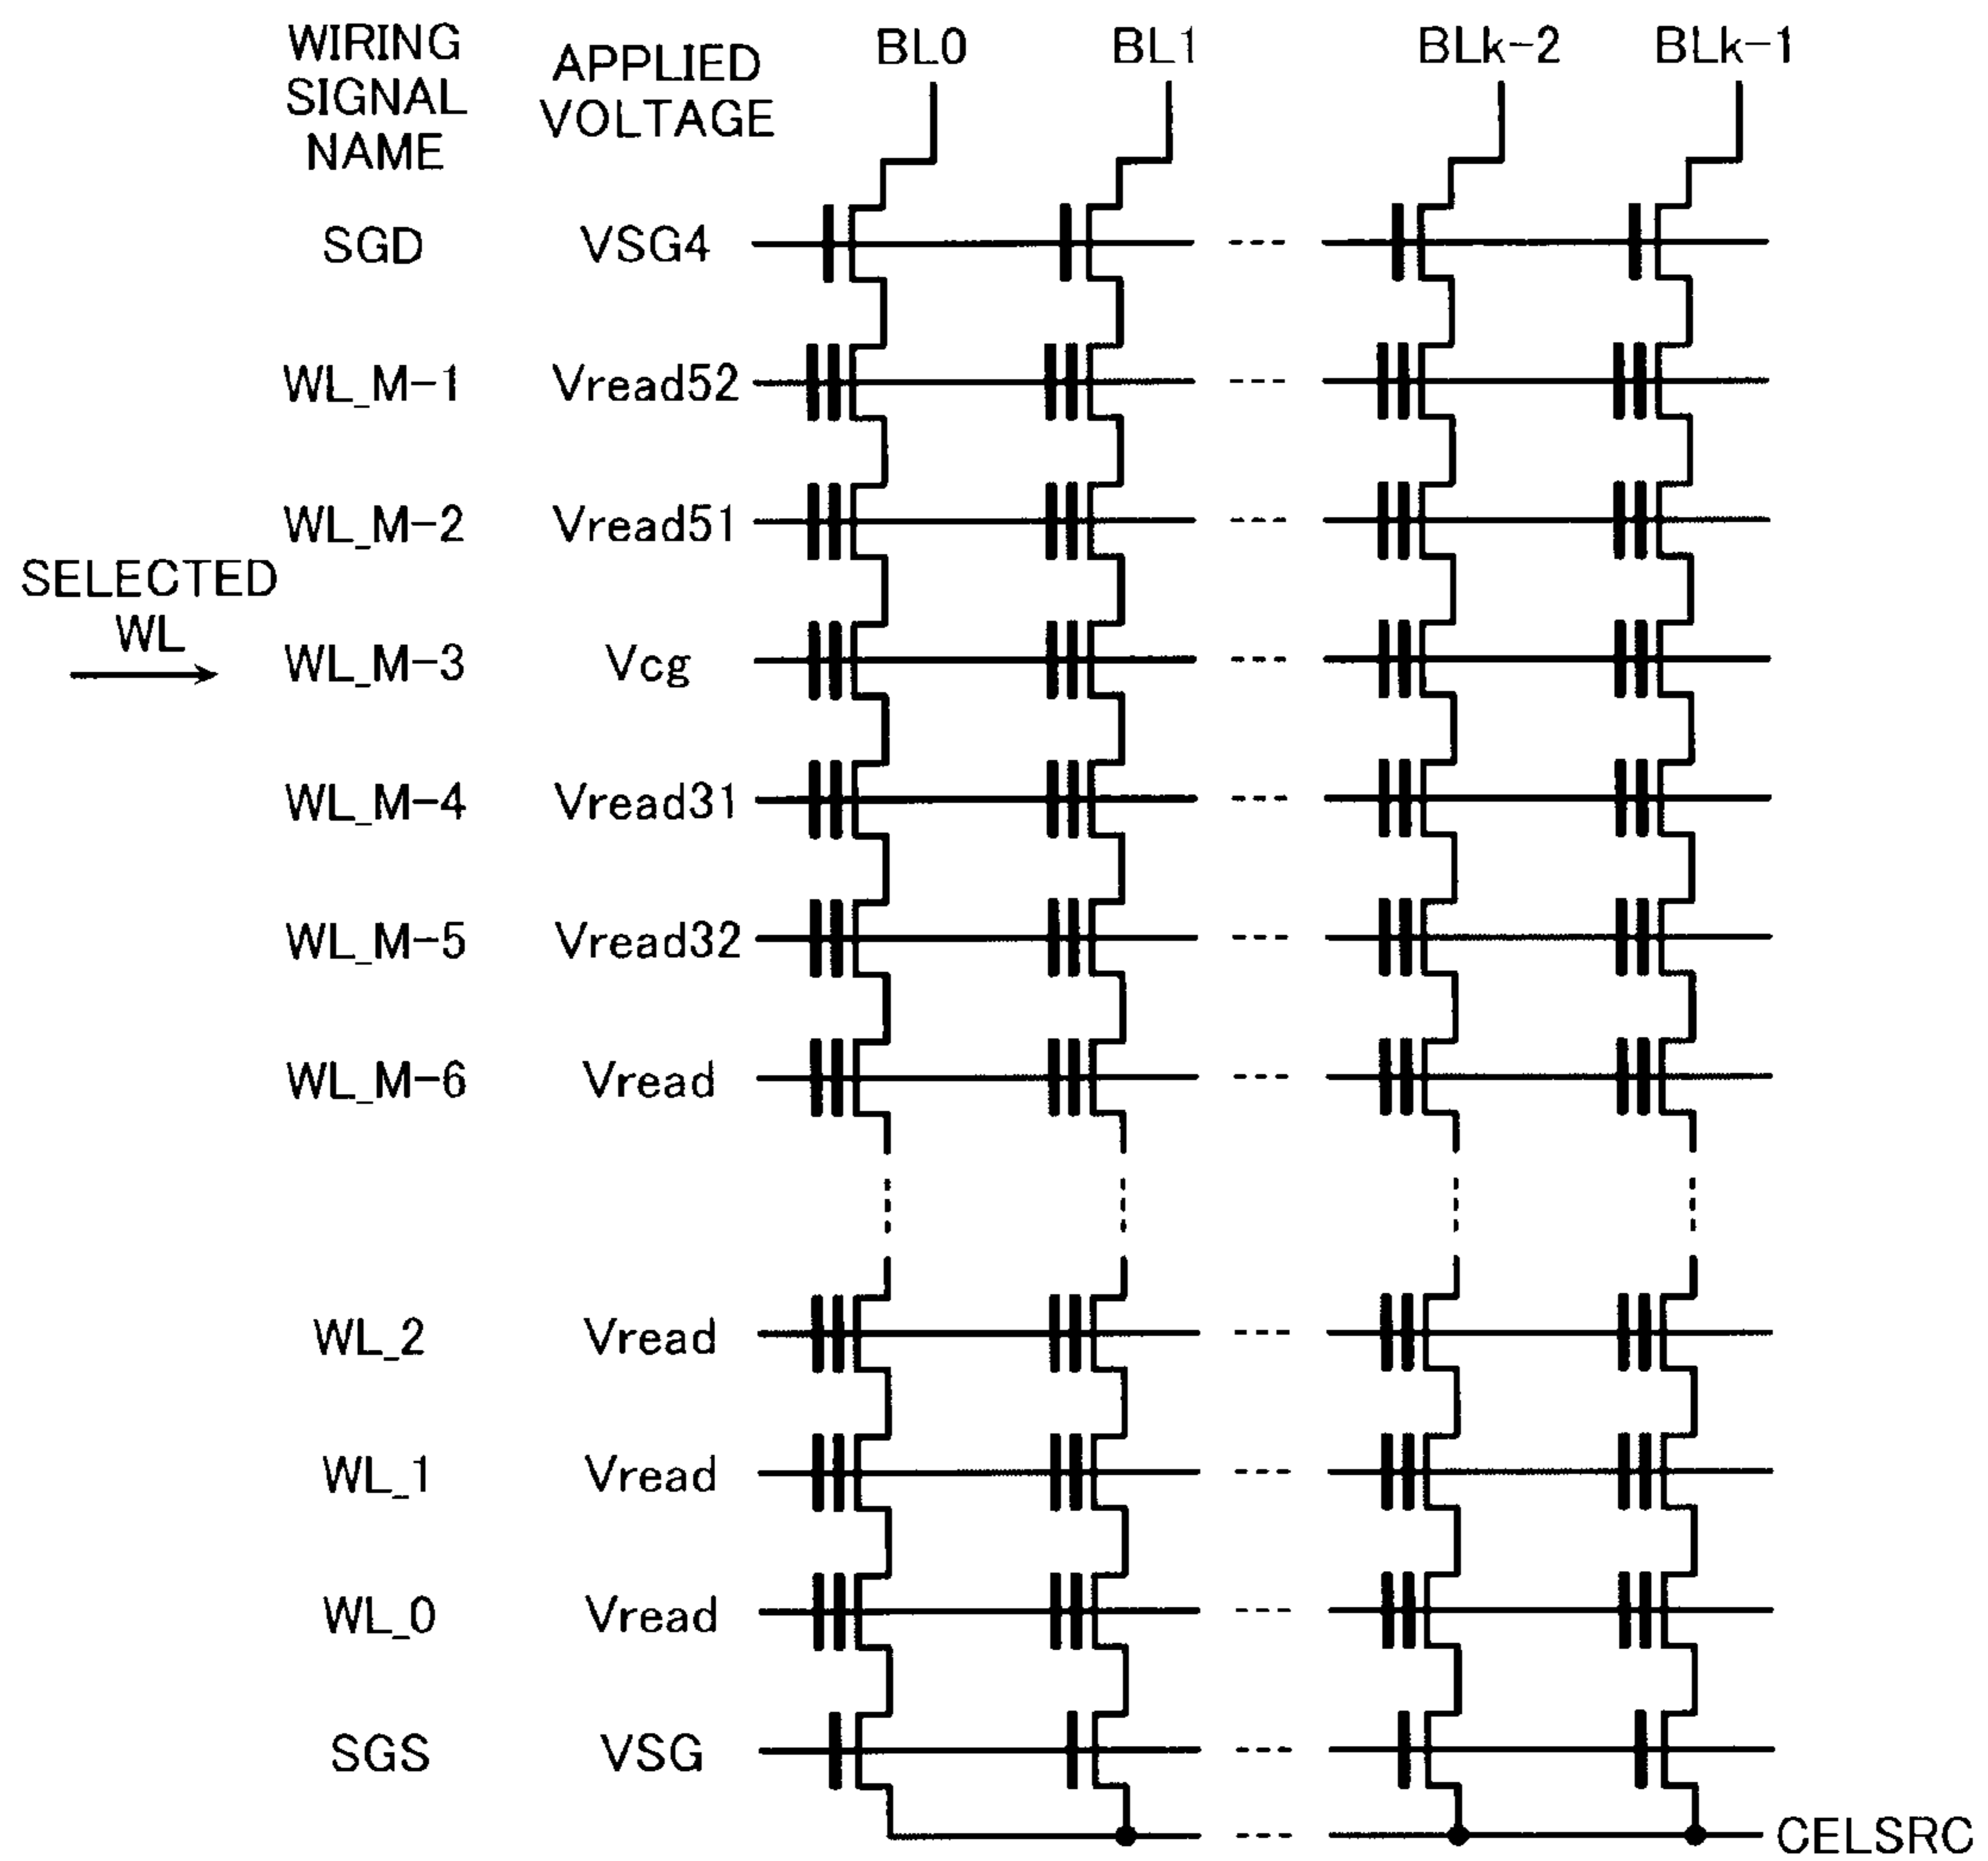 WIRING
SIGNAL
NAME
APPLIED
VOLTAGE
BL0 BL1 BLk-2 BLk-1
SGD VSG4
WL_M-1 Vread52
WL_M-2 Vread51
SELECTED
WL
WL_M-3 Vcg
WL_M-4 Vread31
WL_M-5 Vread32
WL_M-6 Vread
WL_2 Vread
WL_1 Vread
WL_0 Vread
SGS VSG
CELSRC